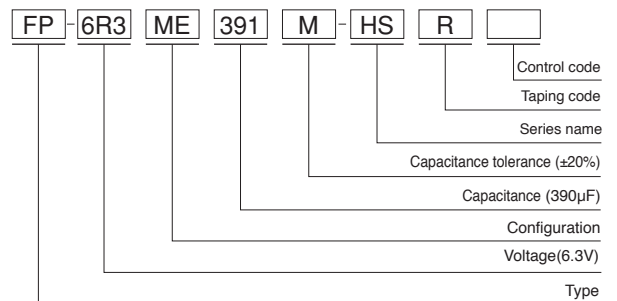 FP-6R3 ME 391 M-HS R
Control code
Taping code
Series name
Capacitance tolerance (±20%)
Capacitance (390µF)
Configuration
Voltage(6.3V)
Type